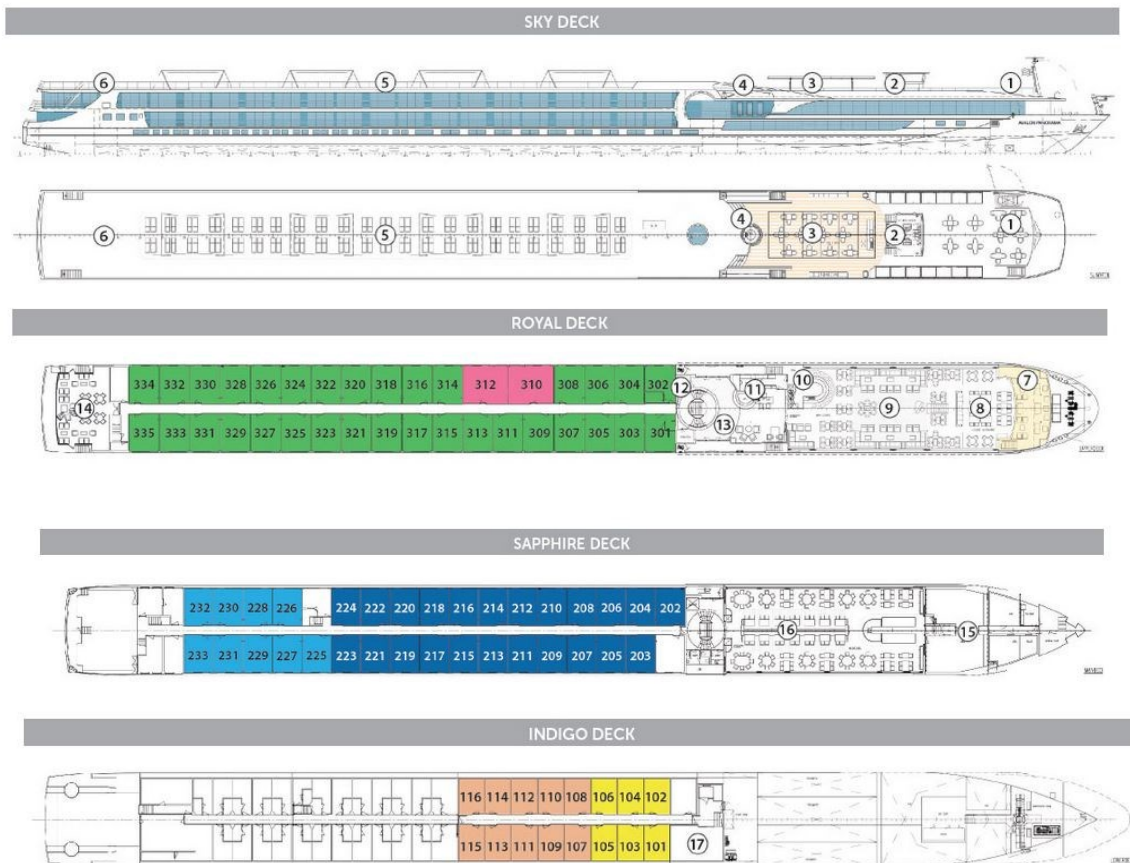 SKY DECK
6 5 4 3 2 1
AVALON PANORAMA
6 5 4 3 2 1
ROYAL DECK
334 332 330 328 326 324 322 320 318 316 314 312 310 308 306 304 302
14 12 13 11 10 9 8 7
335 333 331 329 327 325 323 321 319 317 315 313 311 309 307 305 303 301
SAPPHIRE DECK
232 230 228 226 224 222 220 218 216 214 212 210 208 206 204 202
16 15
233 231 229 227 225 223 221 219 217 215 213 211 209 207 205 203
INDIGO DECK
116 114 112 110 108 106 104 102
115 113 111 109 107 105 103 101
17